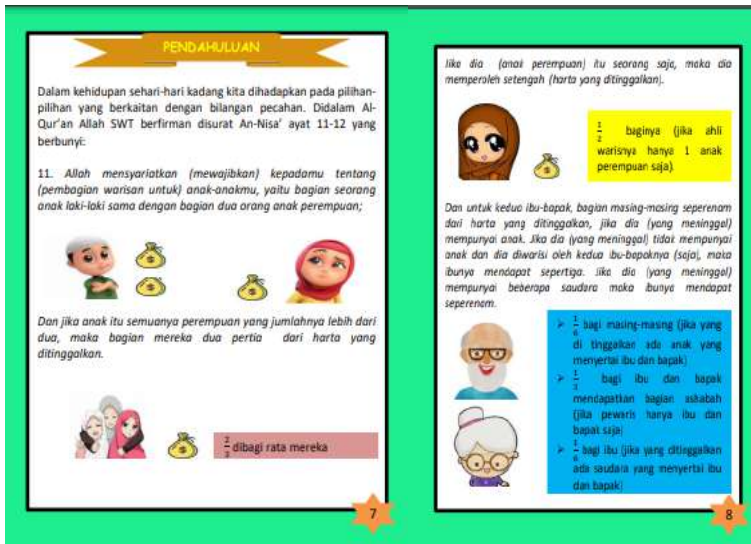 PENDAHULUAN
Dalam kehidupan sehari-hari kadang kita dihadapkan pada pilihan-
pilihan yang berkaitan dengan bilangan pecahan. Didalam Al-
Qur'an Allah SWT berfirman disurat An-Nisa' ayat 11-12 yang
berbunyi:
11. Allah mensyariatkan (mewajibkan) kepadamu tentang
(pembagian warisan untuk) anak-anakmu, yaitu bagian seorang
anak laki-laki sama dengan bagian dua orang anak perempuan;
Dan jika anak itu semuanya perempuan yang jumlahnya lebih dari
dua, maka bagian mereka dua pertia dari harta yang
ditinggalkan.
2/3 dibagi rata mereka
7
Jika dia (anak perempuan) itu seorang saja, maka dia
memperoleh setengah (harta yang ditinggalkan).
1/2 baginya (jika ahli
warisnya hanya 1 anak
perempuan saja).
Dan untuk kedua ibu-bapak, bagian masing-masing seperenam
dari harta yang ditinggalkan, jika dia (yang meninggal)
mempunyai anak. Jika dia (yang meninggal) tidak mempunyai
anak dan dia diwarisi oleh kedua ibu-bapaknya (saja), maka
ibunya mendapat sepertiga. Jika dia (yang meninggal)
mempunyai beberapa saudara maka ibunya mendapat
seperenam.
➢ 1/6 bagi masing-masing (jika yang
di tinggalkan ada anak yang
menyertai ibu dan bapak)
➢ 1/3 bagi ibu dan bapak
mendapatkan bagian ashabah
(jika pewaris hanya ibu dan
bapak saja)
➢ 1/6 bagi ibu (jika yang ditinggalkan
ada saudara yang menyertai ibu
dan bapak)
8